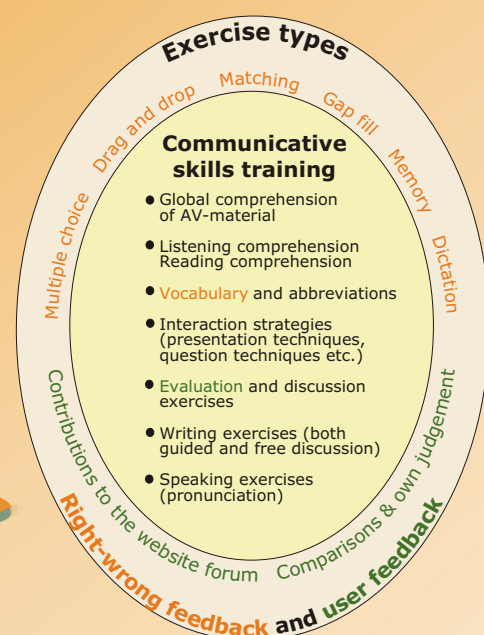 Exercise types
Multiple choice
Drag and drop
Matching
Gap fill
Memory
Dictation
Communicative
skills training
• Global comprehension
of AV-material
• Listening comprehension
Reading comprehension
• Vocabulary and abbreviations
• Interaction strategies
(presentation techniques,
question techniques etc.)
• Evaluation and discussion
exercises
• Writing exercises (both
guided and free discussion)
• Speaking exercises
(pronunciation)
Contributions to the website forum
Comparisons & own judgement
Right-wrong feedback and user feedback